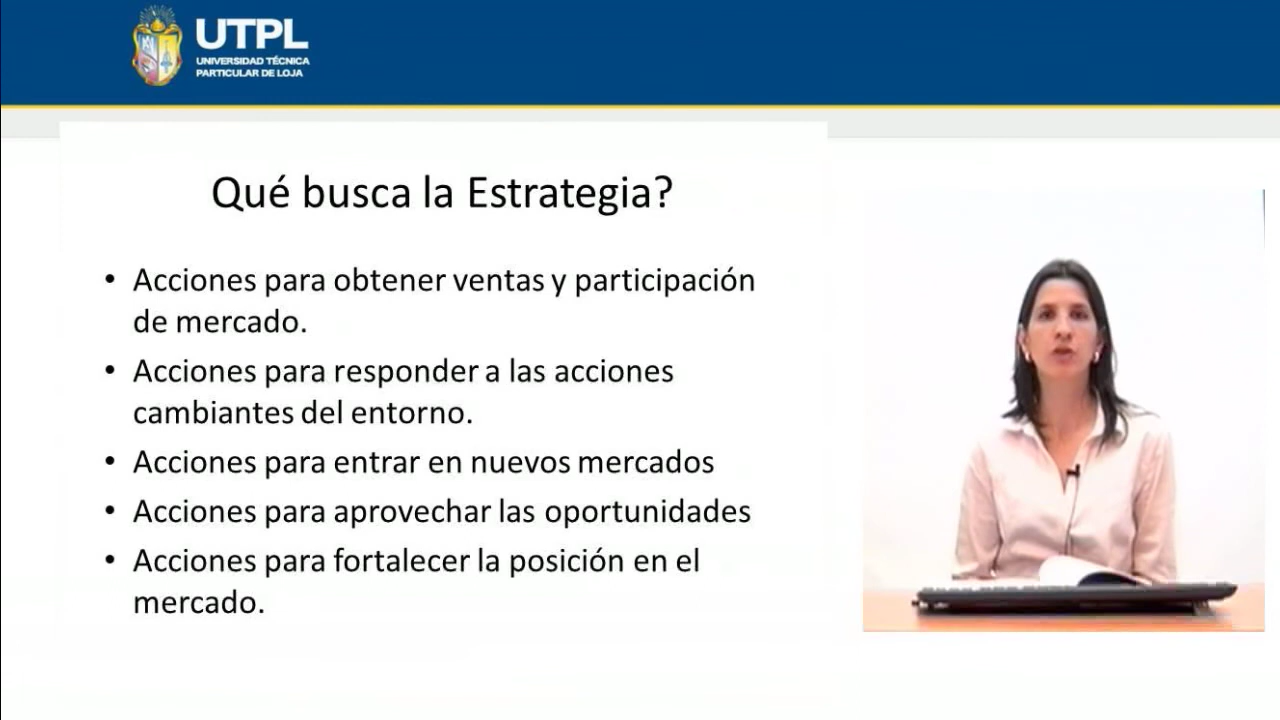 UTPL
UNIVERSIDAD TÉCNICA
PARTICULAR DE LOJA
Qué busca la Estrategia?
• Acciones para obtener ventas y participación
de mercado.
• Acciones para responder a las acciones
cambiantes del entorno.
• Acciones para entrar en nuevos mercados
• Acciones para aprovechar las oportunidades
• Acciones para fortalecer la posición en el
mercado.